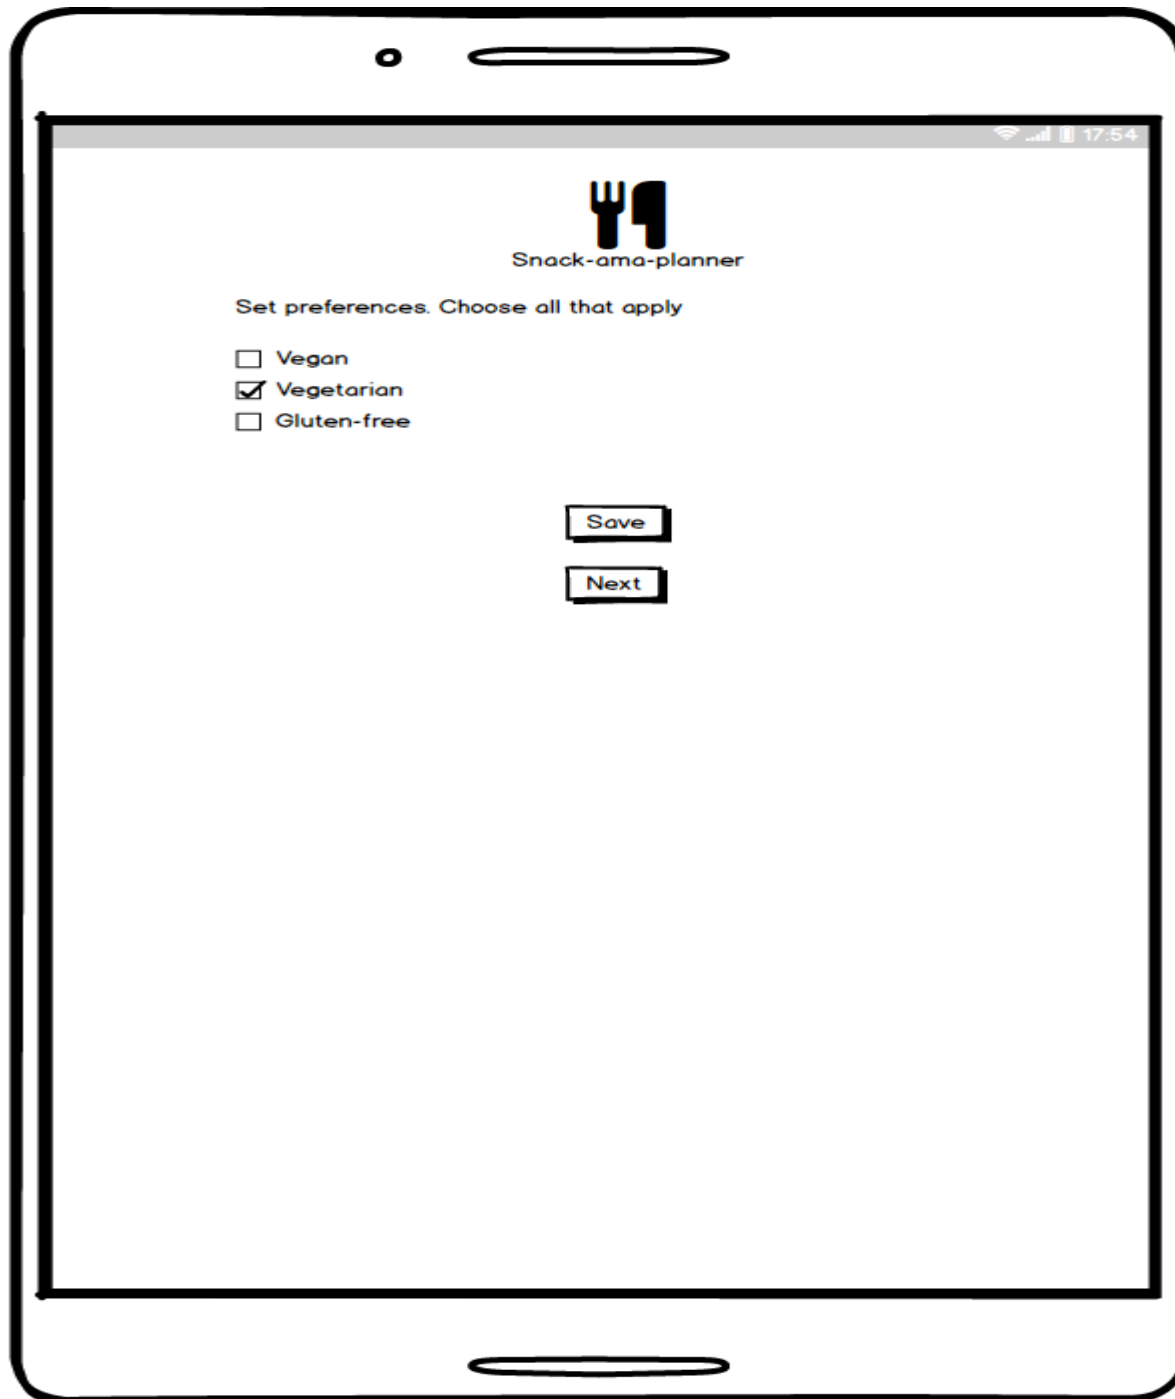 17:54
Snack-ama-planner
Set preferences. Choose all that apply
Vegan
Vegetarian
Gluten-free
Save
Next